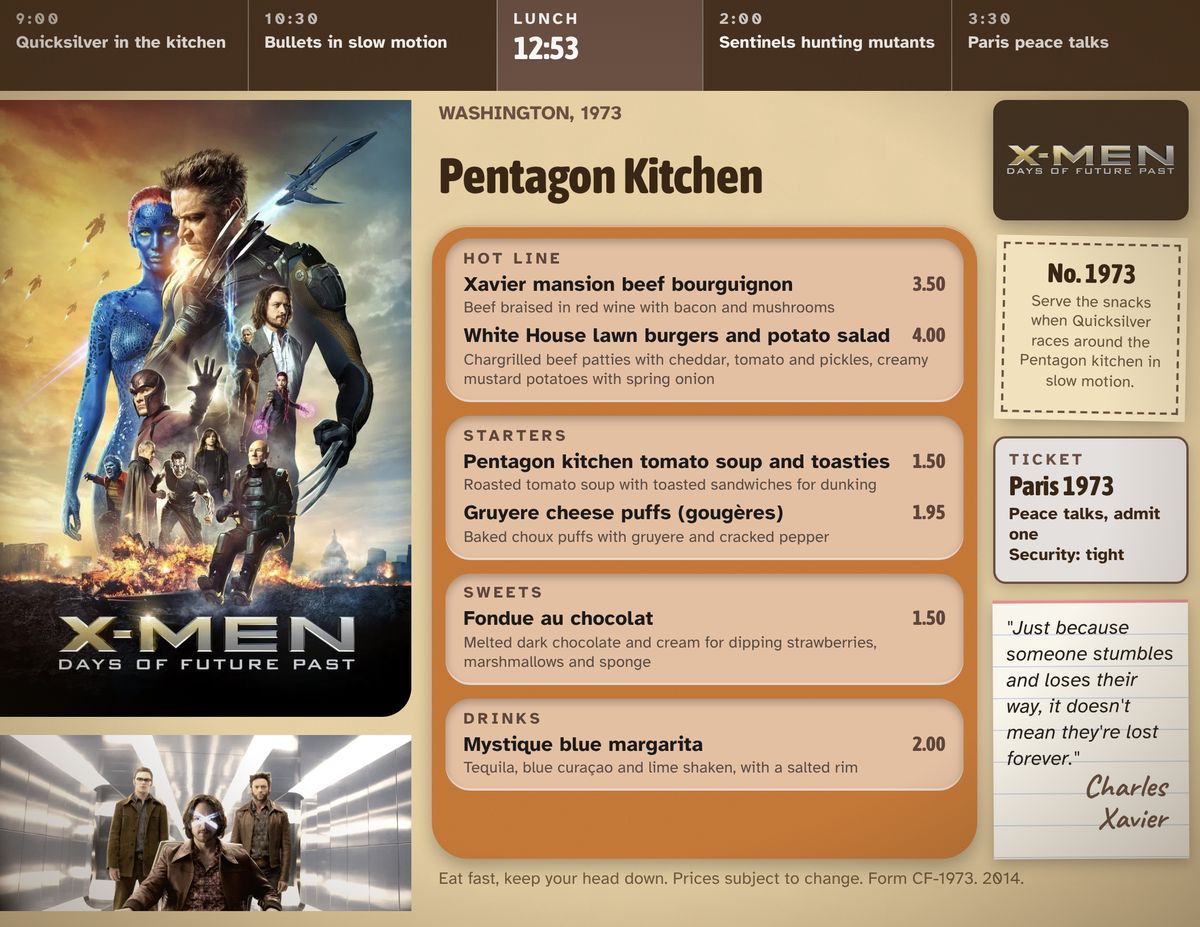 9:00
Quicksilver in the kitchen
10:30
Bullets in slow motion
LUNCH
12:53
2:00
Sentinels hunting mutants
3:30
Paris peace talks
X-MEN
DAYS OF FUTURE PAST
WASHINGTON, 1973
Pentagon Kitchen
HOT LINE
Xavier mansion beef bourguignon 3.50
Beef braised in red wine with bacon and mushrooms
White House lawn burgers and potato salad 4.00
Chargrilled beef patties with cheddar, tomato and pickles, creamy
mustard potatoes with spring onion
STARTERS
Pentagon kitchen tomato soup and toasties 1.50
Roasted tomato soup with toasted sandwiches for dunking
Gruyere cheese puffs (gougères) 1.95
Baked choux puffs with gruyere and cracked pepper
SWEETS
Fondue au chocolat 1.50
Melted dark chocolate and cream for dipping strawberries,
marshmallows and sponge
DRINKS
Mystique blue margarita 2.00
Tequila, blue curaçao and lime shaken, with a salted rim
Eat fast, keep your head down. Prices subject to change. Form CF-1973. 2014.
X-MEN
DAYS OF FUTURE PAST
No. 1973
Serve the snacks
when Quicksilver
races around the
Pentagon kitchen in
slow motion.
TICKET
Paris 1973
Peace talks, admit
one
Security: tight
"Just because
someone stumbles
and loses their
way, it doesn't
mean they're lost
forever."
Charles
Xavier